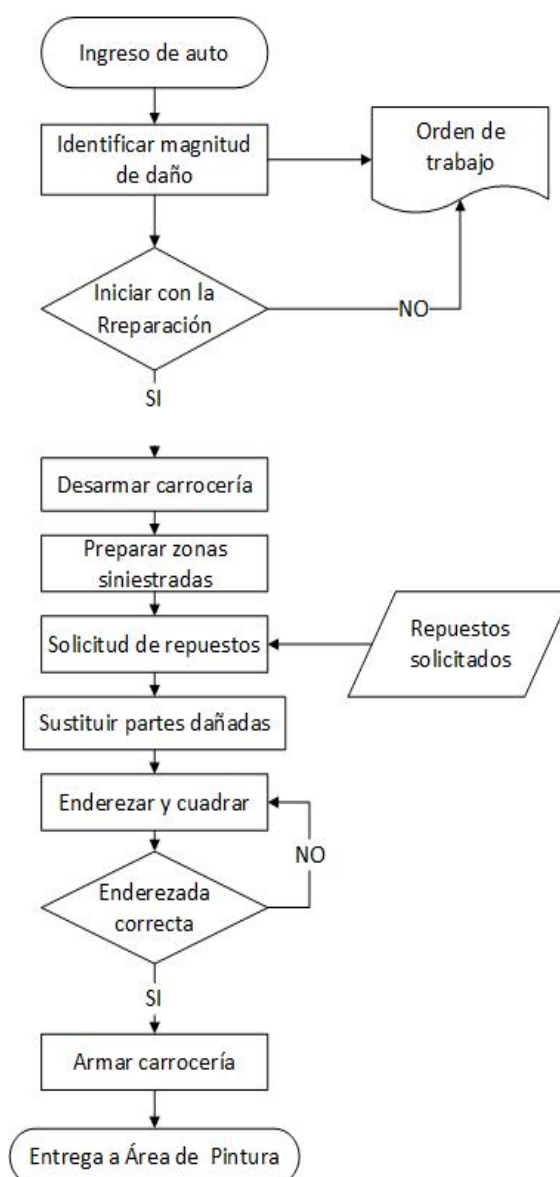 Ingreso de auto
Identificar magnitud
de daño
Orden de
trabajo
Iniciar con la
Rreparación
NO
SI
Desarmar carrocería
Preparar zonas
siniestradas
Solicitud de repuestos
Repuestos
solicitados
Sustituir partes dañadas
Enderezar y cuadrar
NO
Enderezada
correcta
SI
Armar carrocería
Entrega a Área de Pintura